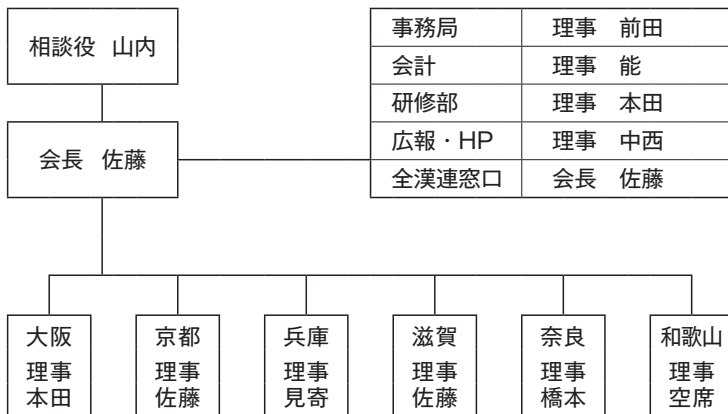 相談役 山内
会長 佐藤
事務局 理事 前田
会計 理事 能
研修部 理事 本田
広報・HP 理事 中西
全漢連窓口 会長 佐藤
大阪
理事
本田
京都
理事
佐藤
兵庫
理事
見寄
滋賀
理事
佐藤
奈良
理事
橋本
和歌山
理事
空席